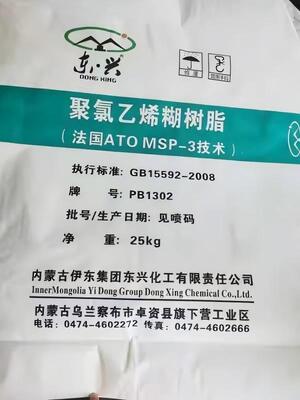 东兴
DONG XING
聚氯乙烯糊树脂
（法国ATO MSP-3技术）
执行标准：GB15592-2008
牌　　号：PB1302
批号/生产日期：见喷码
净　　重：25kg
内蒙古伊东集团东兴化工有限责任公司
InnerMongolia Yi Dong Group Dong Xing Chemical Co.,Ltd.
内蒙古乌兰察布市卓资县旗下营工业区
电话：0474-4602272 传真：0474-4602666